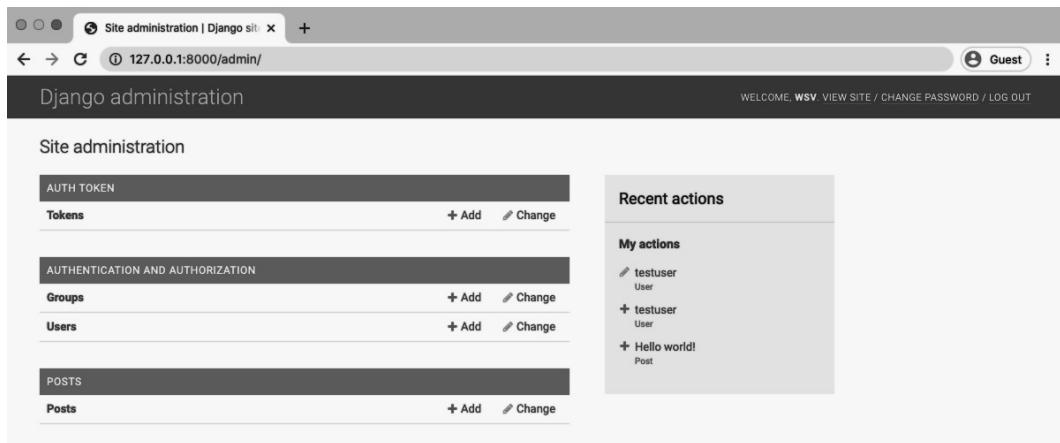 Site administration | Django sit
127.0.0.1:8000/admin/
Guest
Django administration
WELCOME, WSV. VIEW SITE / CHANGE PASSWORD / LOG OUT
Site administration
AUTH TOKEN
Tokens + Add Change
AUTHENTICATION AND AUTHORIZATION
Groups + Add Change
Users + Add Change
POSTS
Posts + Add Change
Recent actions
My actions
testuser
User
+ testuser
User
+ Hello world!
Post